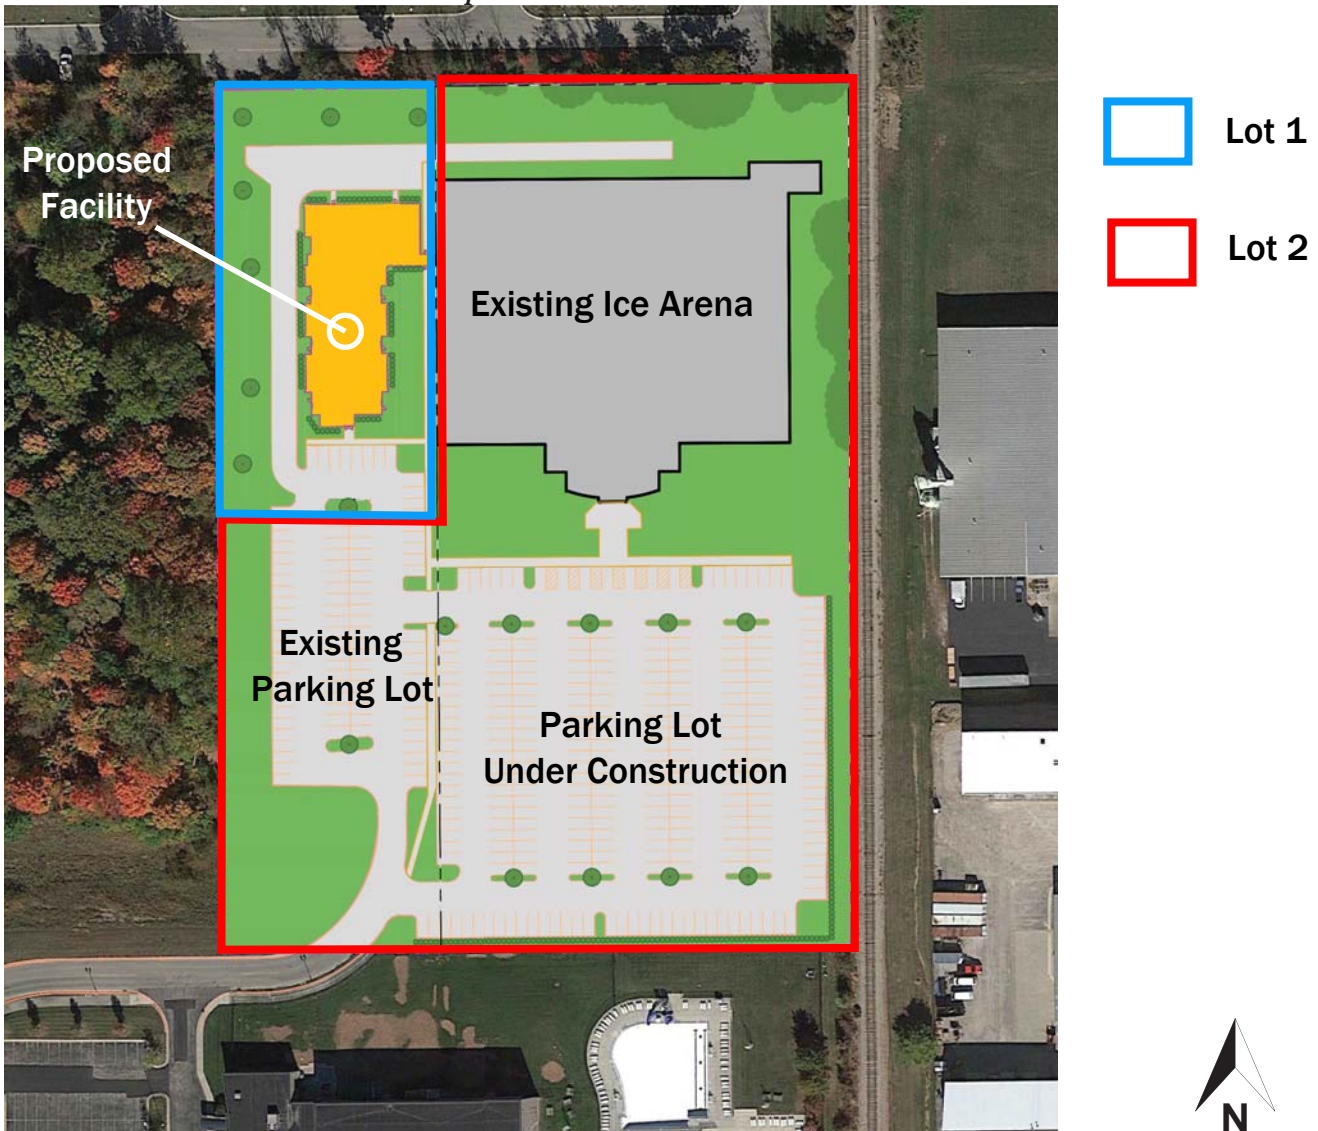 Proposed
Facility
Existing Ice Arena
Existing
Parking Lot
Parking Lot
Under Construction
Lot 1
Lot 2
N